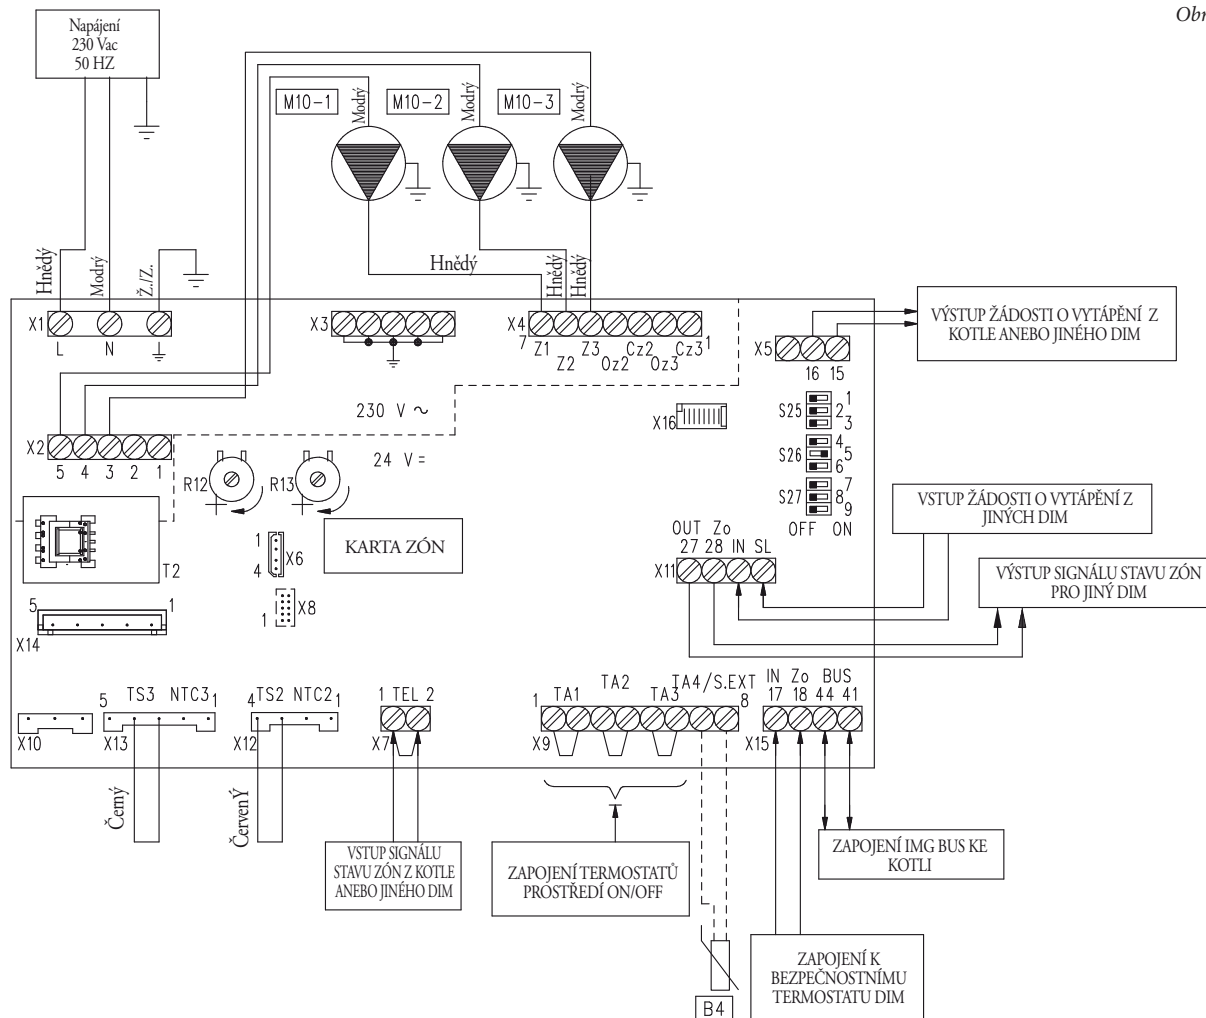 Obr
Napájení
230 Vac
50 HZ
M10-1
Modrý
M10-2
Modrý
M10-3
Modrý
Hnědý
Modrý
Ž./Z.
Hnědý
Hnědý
Hnědý
X1
L N
X3
X4
7 Z1 Z2 Z3 Oz2 Cz2 Oz3 Cz3 1
X5
16 15
VÝSTUP ŽÁDOSTI O VYTÁPĚNÍ Z
KOTLE ANEBO JINÉHO DIM
230 V ~
24 V =
X16
S25
1
2
3
S26
4
5
6
S27
7
8
9
OFF ON
X2
5 4 3 2 1
R12
R13
KARTA ZÓN
1
X6
4
1
X8
T2
5 1
X14
VSTUP ŽÁDOSTI O VYTÁPĚNÍ Z
JINÝCH DIM
OUT Zo
27 28 IN SL
X11
VÝSTUP SIGNÁLU STAVU ZÓN
PRO JINÝ DIM
X10
5 TS3 NTC3 1
X13
4 TS2 NTC2 1
X12
1 TEL 2
X7
1 TA1 TA2 TA3 TA4/S.EXT 8
X9
IN Zo BUS
17 18 44 41
X15
Černý
ČervenÝ
VSTUP SIGNÁLU
STAVU ZÓN Z KOTLE
ANEBO JINÉHO DIM
ZAPOJENÍ TERMOSTATŮ
PROSTŘEDÍ ON/OFF
ZAPOJENÍ IMG BUS KE
KOTLI
B4
ZAPOJENÍ K
BEZPEČNOSTNÍMU
TERMOSTATU DIM